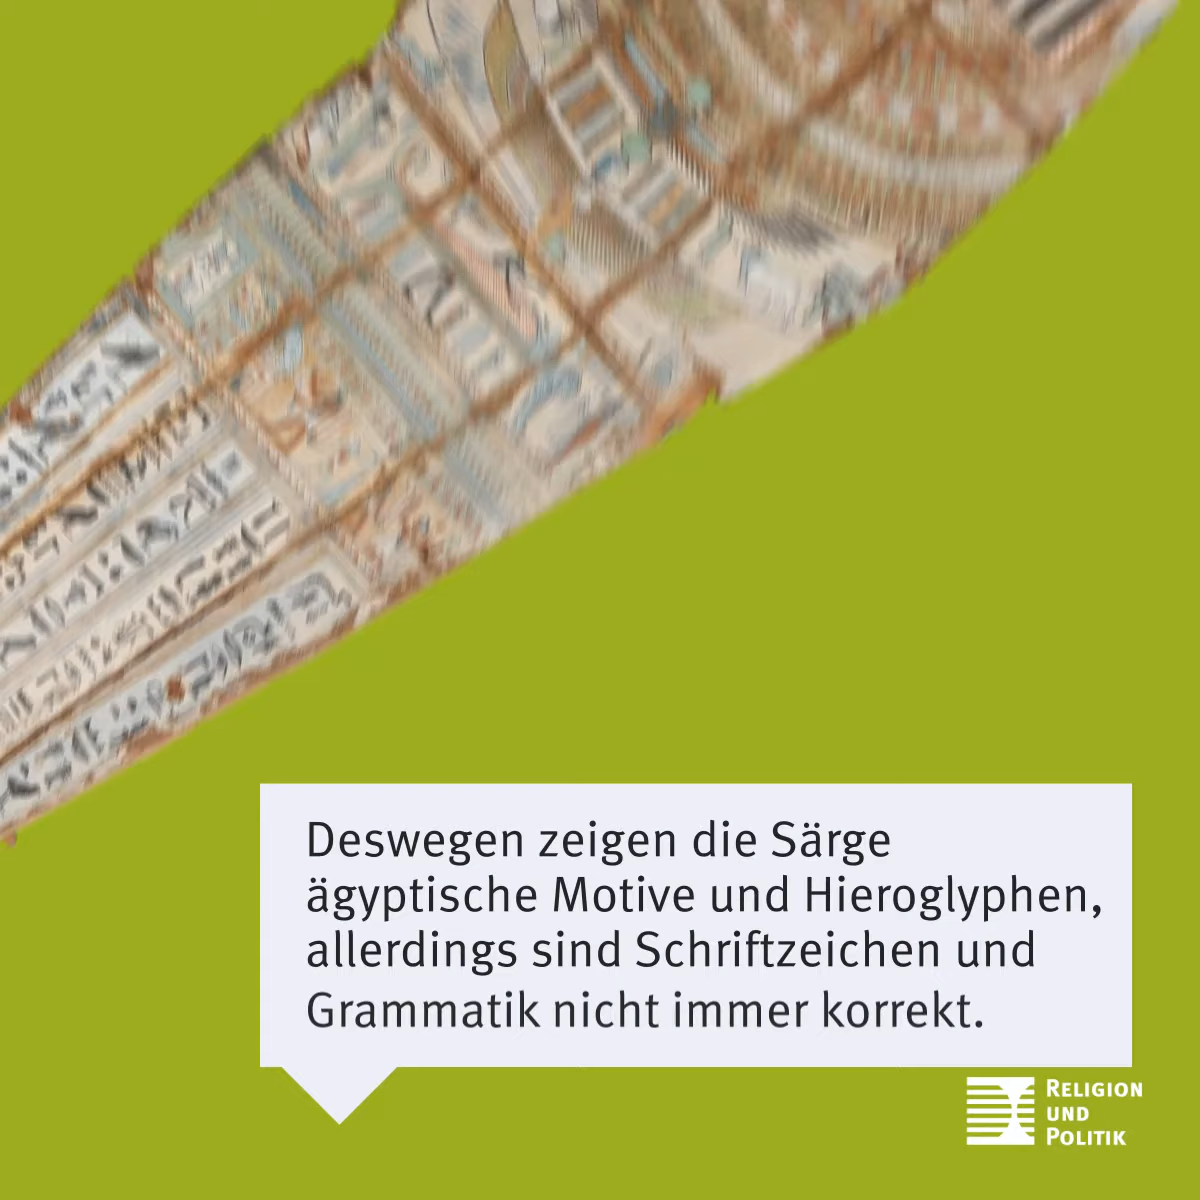 Deswegen zeigen die Särge
ägyptische Motive und Hieroglyphen,
allerdings sind Schriftzeichen und
Grammatik nicht immer korrekt.
Religion
und
Politik